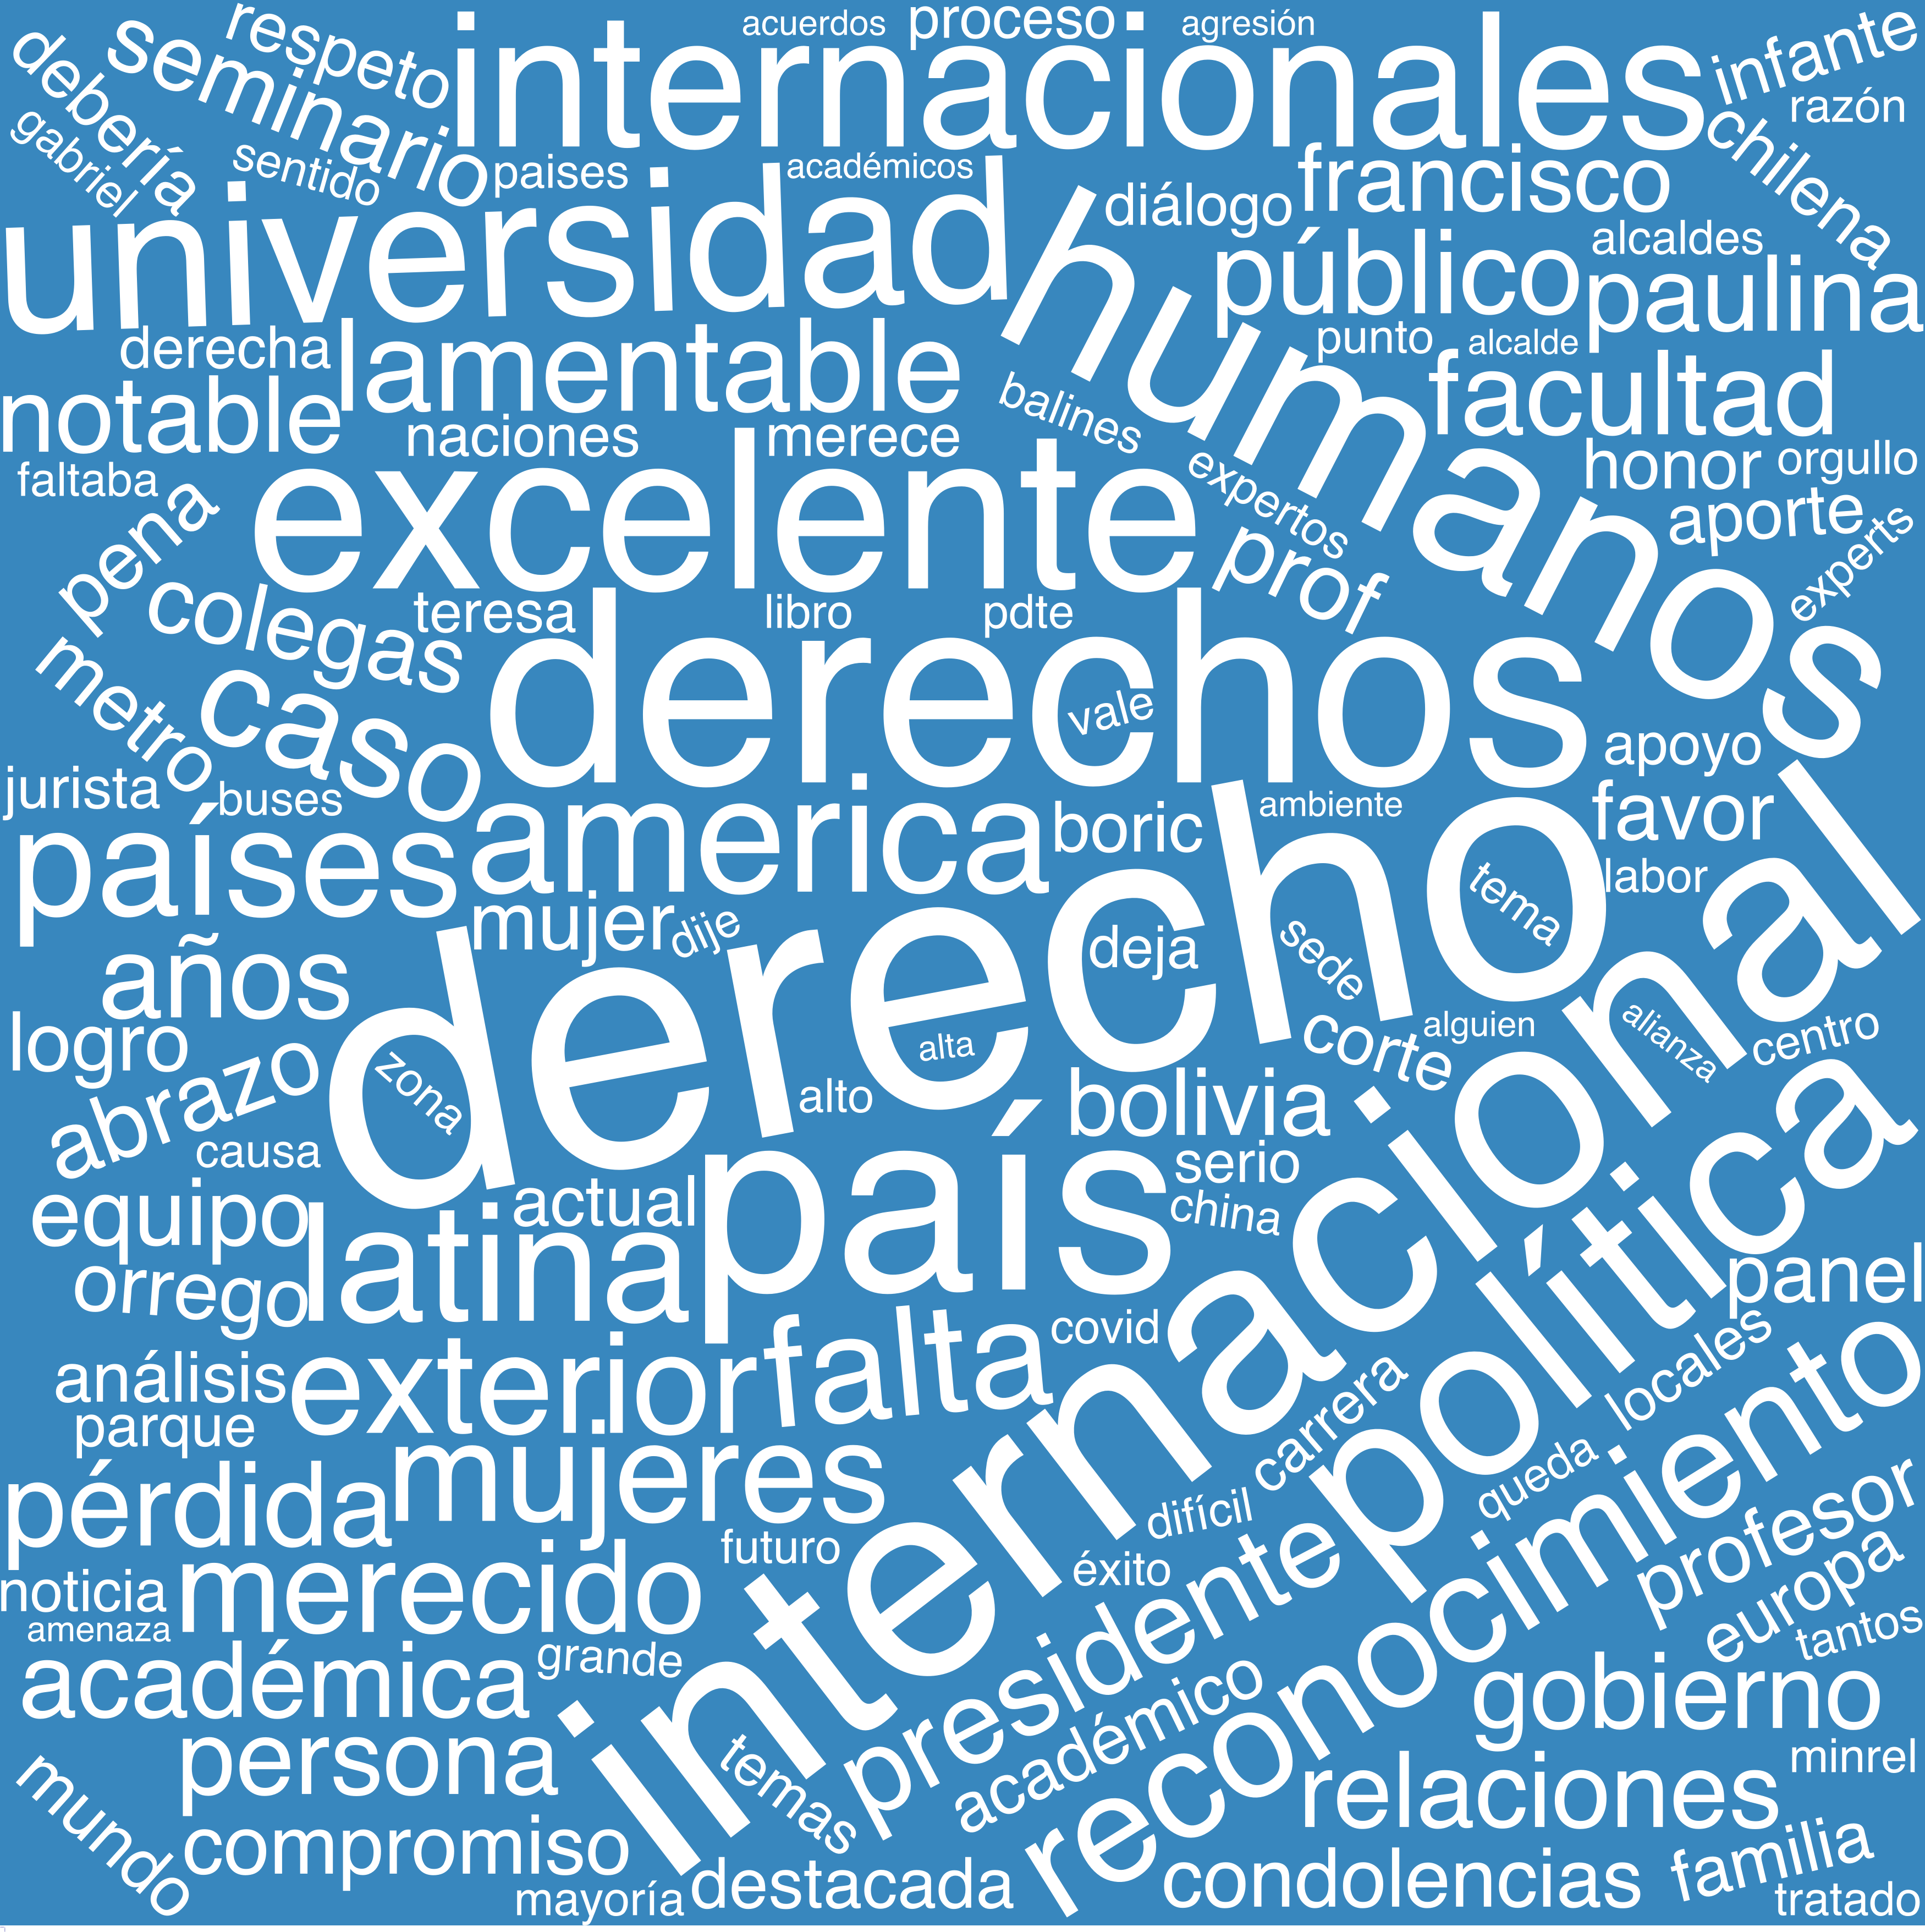 acuerdos
proceso
agresión
respeto
internacionales
infante
debería
seminario
razón
gabriel
sentido
paises
académicos
francisco
chilena
universidad
humanos
diálogo
público
alcaldes
paulina
derecha
lamentable
punto
alcalde
notable
balines
facultad
naciones
merece
faltaba
excelente
expertos
honor
orgullo
pena
prof
aporte
experts
colegas
teresa
libro
pdte
metro
caso
derechos
vale
apoyo
jurista
buses
america
boric
ambiente
favor
países
derecho
tema
labor
mujer
dije
deja
sede
internacional
años
logro
zona
alta
corte
alguien
alianza
centro
abrazo
alto
bolivia
causa
país
serio
política
equipo
actual
china
latina
orrego
panel
exterior
falta
covid
análisis
parque
carrera
locales
reconocimiento
mujeres
queda
pérdida
difícil
profesor
futuro
éxito
presidente
europa
noticia
merecido
amenaza
tantos
académica
grande
académico
gobierno
persona
temas
minrel
mundo
relaciones
compromiso
familia
mayoría
destacada
condolencias
tratado